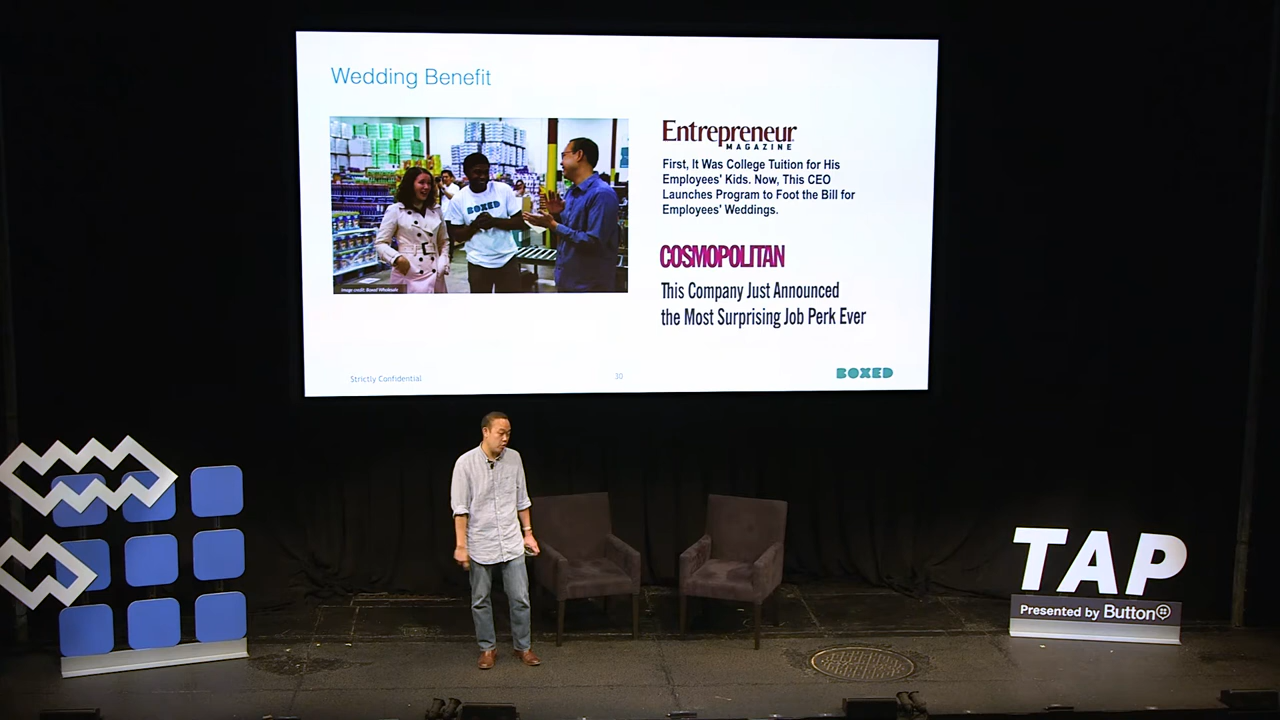 Wedding Benefit
BOXED
Image credit: Boxed Wholesale
Entrepreneur
MAGAZINE
First, It Was College Tuition for His
Employees' Kids. Now, This CEO
Launches Program to Foot the Bill for
Employees' Weddings.
COSMOPOLITAN
This Company Just Announced
the Most Surprising Job Perk Ever
Strictly Confidential
30
BOXED
TAP
Presented by Button